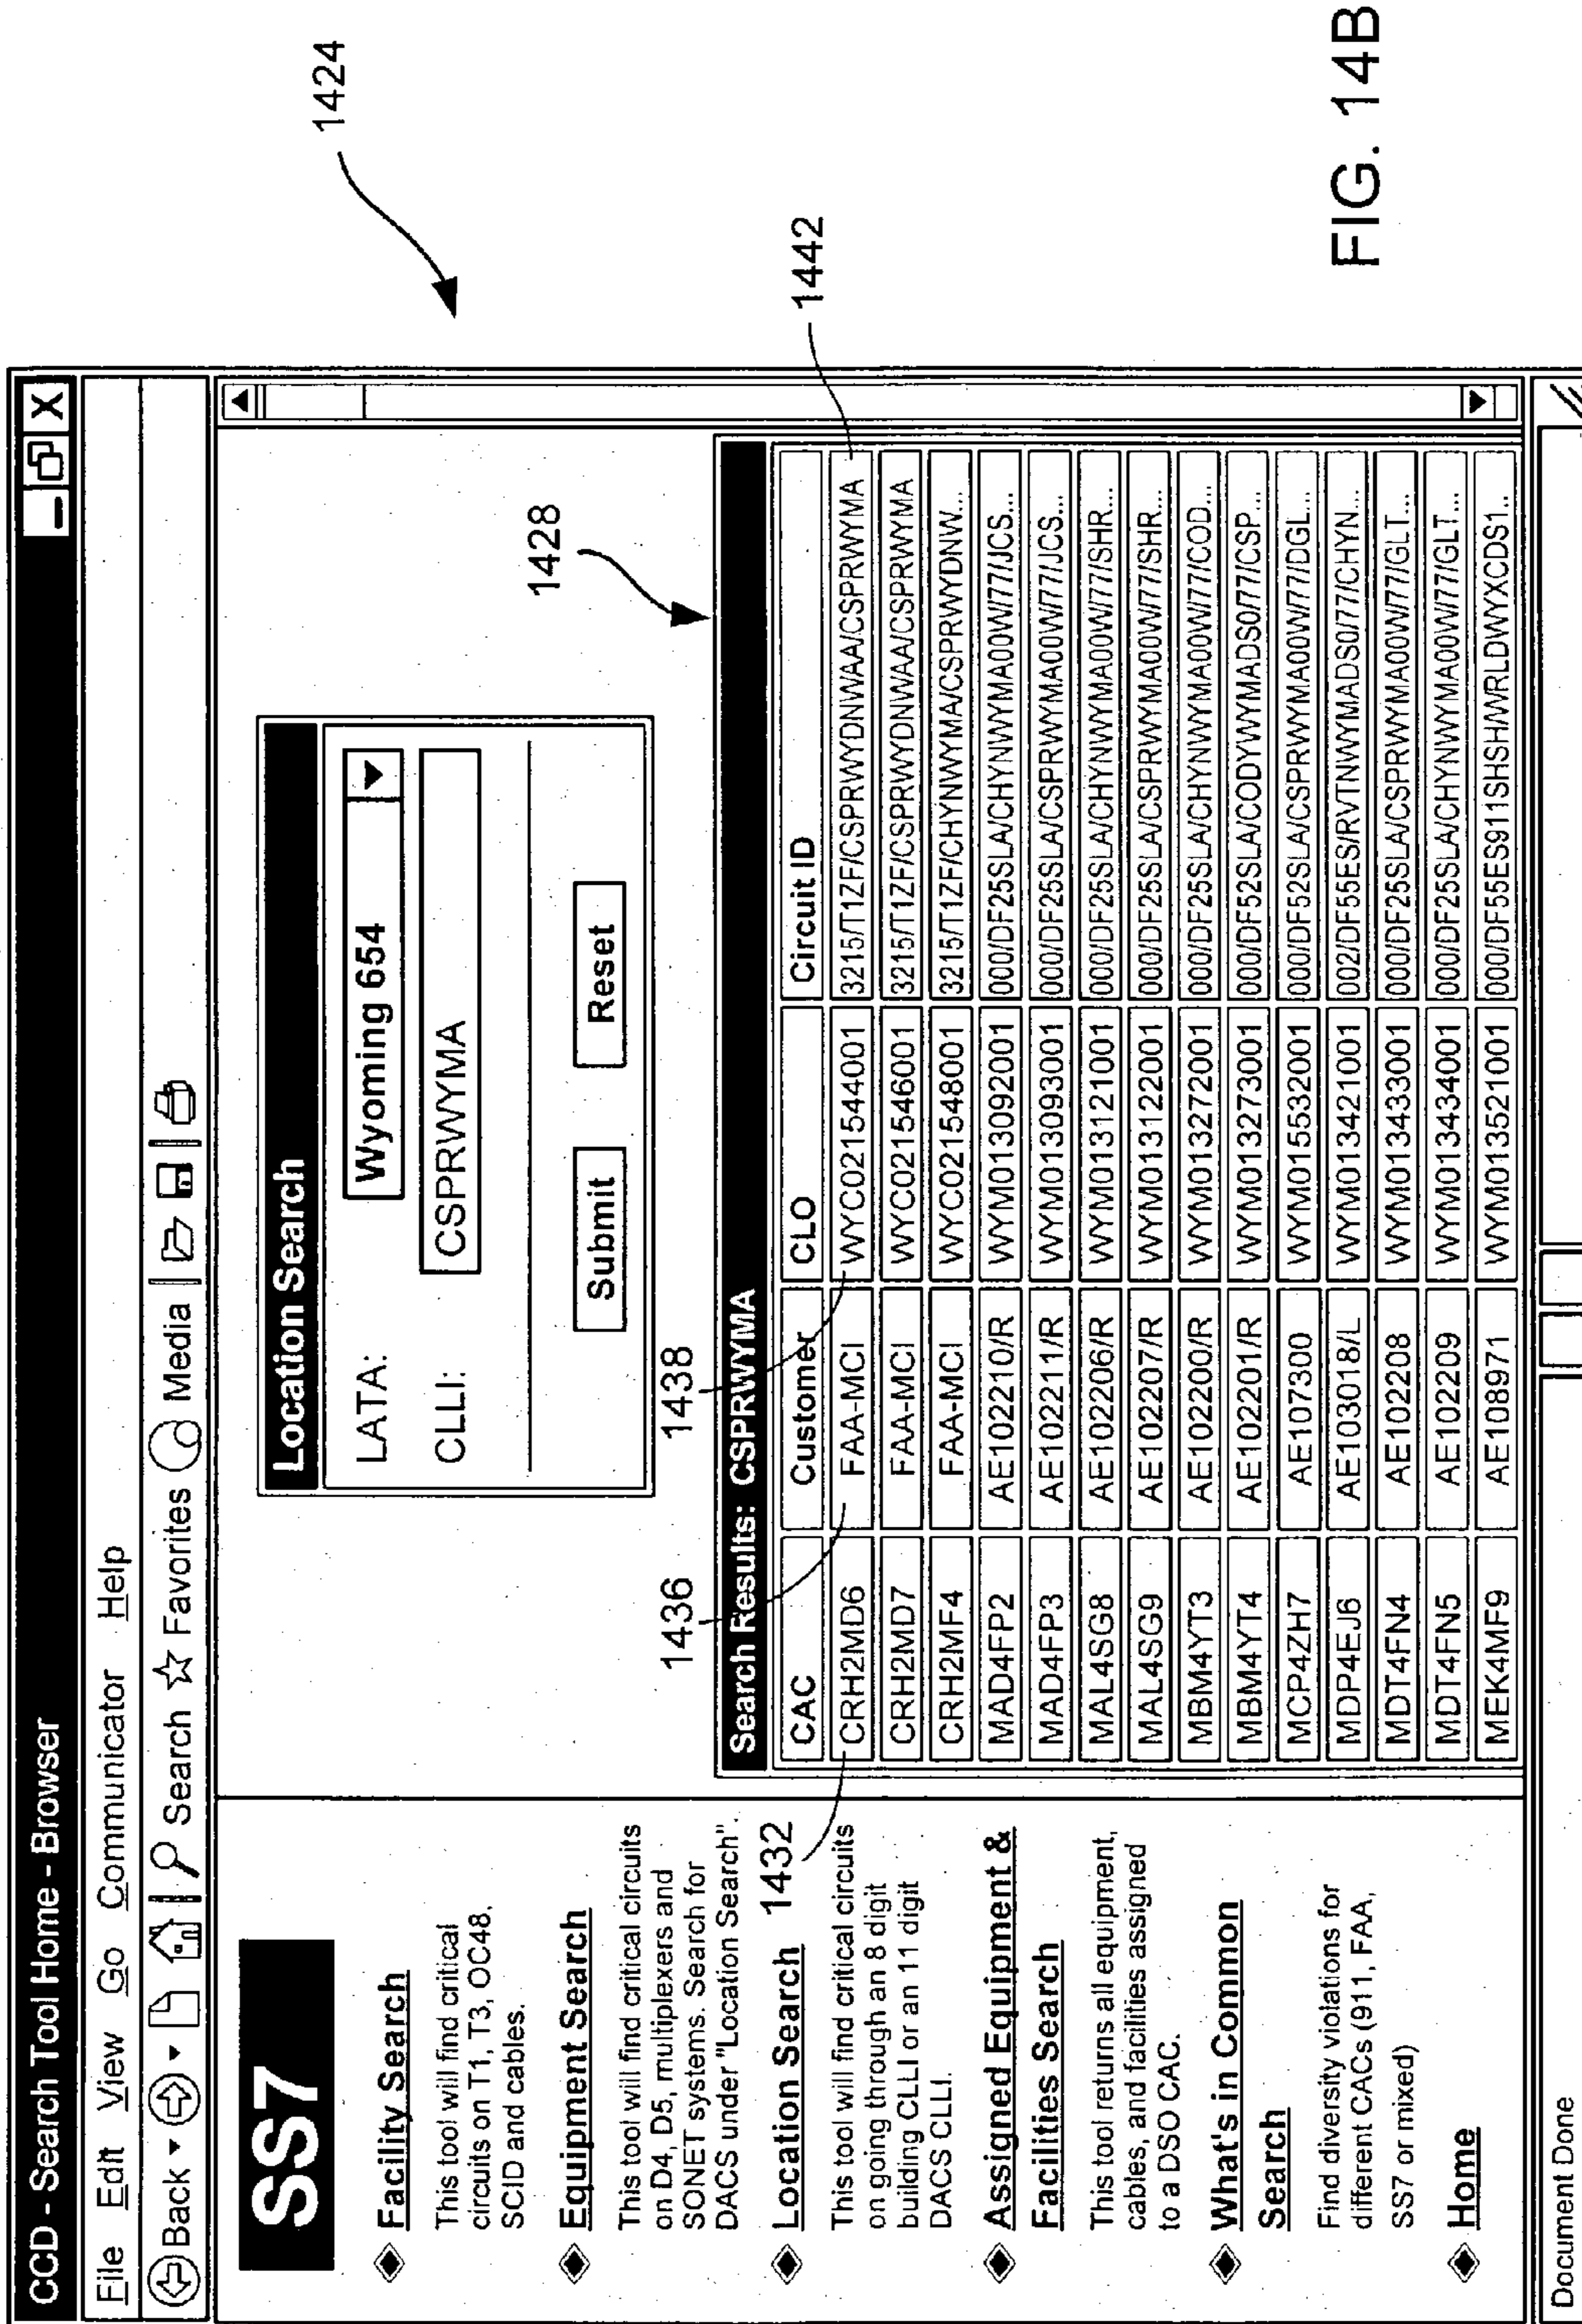 CCD - Search Tool Home - Browser
File Edit View Go Communicator Help
Back Search Favorites Media
SS7
Facility Search
This tool will find critical
circuits on T1, T3, OC48,
SCID and cables.
Equipment Search
This tool will find critical circuits
on D4, D5, multiplexers and
SONET systems. Search for
DACS under "Location Search".
Location Search 1432
This tool will find critical circuits
on going through an 8 digit
building CLLI or an 11 digit
DACS CLLI.
Assigned Equipment &
Facilities Search
This tool returns all equipment,
cables, and facilities assigned
to a DSO CAC.
What's in Common
Search
Find diversity violations for
different CACs (911, FAA,
SS7 or mixed)
Home
Location Search
LATA: Wyoming 654
CLLI: CSPRWYMA
Submit Reset
1436 1438 1428
Search Results: CSPRWYMA
CAC Customer CLO Circuit ID
CRH2MD6 FAA-MCI WYC021544001 3215/T1ZF/CSPRWYDNWAA/CSPRWYMA
CRH2MD7 FAA-MCI WYC021546001 3215/T1ZF/CSPRWYDNWAA/CSPRWYMA
CRH2MF4 FAA-MCI WYC021548001 3215/T1ZF/CHYNWYMA/CSPRWYDNW...
MAD4FP2 AE102210/R WYM013092001 000/DF25SLA/CHYNWYMA00W/77/JCS...
MAD4FP3 AE102211/R WYM013093001 000/DF25SLA/CSPRWYMA00W/77/JCS...
MAL4SG8 AE102206/R WYM013121001 000/DF25SLA/CHYNWYMA00W/77/SHR...
MAL4SG9 AE102207/R WYM013122001 000/DF25SLA/CSPRWYMA00W/77/SHR...
MBM4YT3 AE102200/R WYM013272001 000/DF25SLA/CHYNWYMA00W/77/COD...
MBM4YT4 AE102201/R WYM013273001 000/DF52SLA/CODYWYMADS0/77/CSP...
MCP4ZH7 AE107300 WYM015532001 000/DF52SLA/CSPRWYMA00W/77/DGL...
MDP4EJ6 AE103018/L WYM013421001 002/DF55ES/RVTNWYMADS0/77/CHYN...
MDT4FN4 AE102208 WYM013433001 000/DF25SLA/CSPRWYMA00W/77/GLT...
MDT4FN5 AE102209 WYM013434001 000/DF25SLA/CHYNWYMA00W/77/GLT...
MEK4MF9 AE108971 WYM013521001 000/DF55ES911SHSH/WRLDWYXCDS1..
Document Done
1424
1442
FIG. 14B